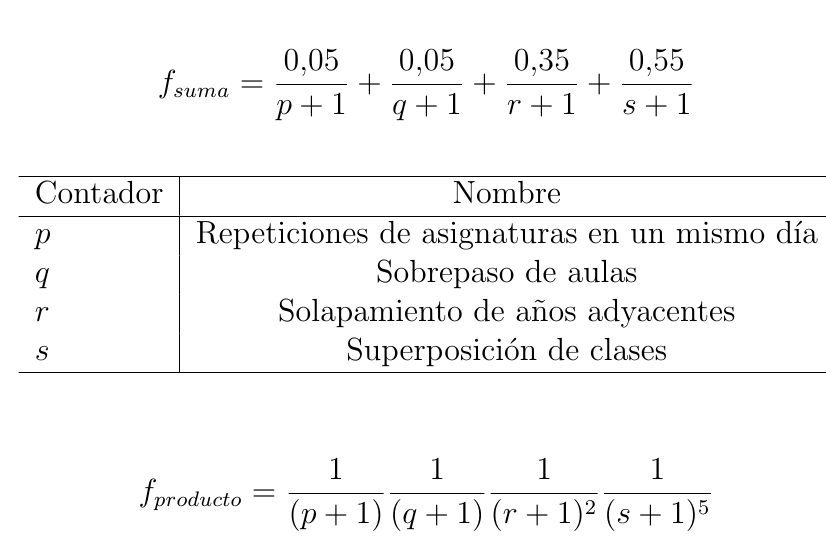 f_{suma} = \frac{0,05}{p + 1} + \frac{0,05}{q + 1} + \frac{0,35}{r + 1} + \frac{0,55}{s + 1}
Contador Nombre
p Repeticiones de asignaturas en un mismo día
q Sobrepaso de aulas
r Solapamiento de años adyacentes
s Superposición de clases
f_{producto} = \frac{1}{(p + 1)} \frac{1}{(q + 1)} \frac{1}{(r + 1)^2} \frac{1}{(s + 1)^5}